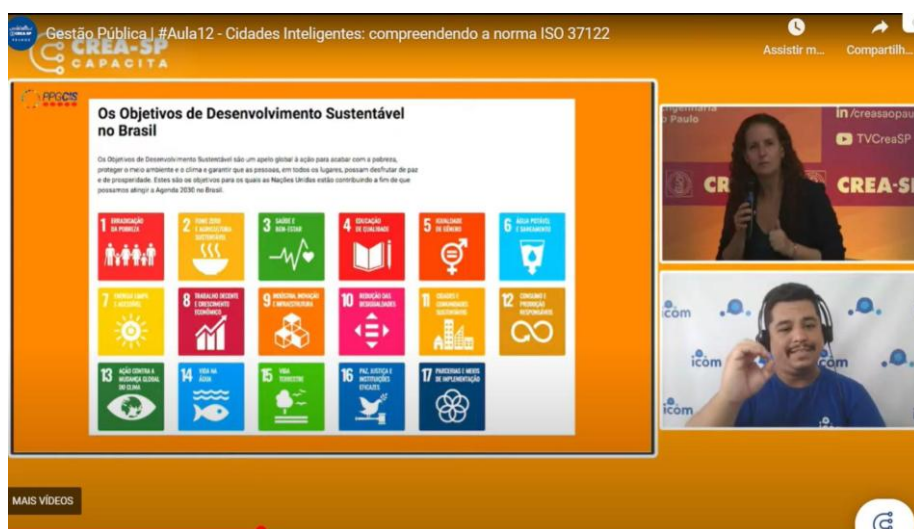 Gestão Pública | #Aula12 - Cidades Inteligentes: compreendendo a norma ISO 37122
Assistir m...
Compartilh...
CREA-SP
CAPACITA
PPGCIS
Os Objetivos de Desenvolvimento Sustentável
no Brasil
Os Objetivos de Desenvolvimento Sustentável são um apelo global à ação para acabar com a pobreza,
proteger o meio ambiente e o clima e garantir que as pessoas, em todos os lugares, possam desfrutar de paz
e de prosperidade. Estes são os objetivos para os quais as Nações Unidas estão contribuindo a fim de que
possamos atingir a Agenda 2030 no Brasil.
1 ERRADICAÇÃO
DA POBREZA
2 FOME ZERO
E AGRICULTURA
SUSTENTÁVEL
3 SAÚDE E
BEM-ESTAR
4 EDUCAÇÃO
DE QUALIDADE
5 IGUALDADE
DE GÊNERO
6 ÁGUA POTÁVEL
E SANEAMENTO
7 ENERGIA LIMPA
E ACESSÍVEL
8 TRABALHO DECENTE
E CRESCIMENTO
ECONÔMICO
9 INDÚSTRIA, INOVAÇÃO
E INFRAESTRUTURA
10 REDUÇÃO DAS
DESIGUALDADES
11 CIDADES E
COMUNIDADES
SUSTENTÁVEIS
12 CONSUMO E
PRODUÇÃO
RESPONSÁVEIS
13 AÇÃO CONTRA A
MUDANÇA GLOBAL
DO CLIMA
14 VIDA NA
ÁGUA
15 VIDA
TERRESTRE
16 PAZ, JUSTIÇA E
INSTITUIÇÕES
EFICAZES
17 PARCERIAS E MEIOS
DE IMPLEMENTAÇÃO
ngenharia
o Paulo
in/creasaopau
TVCreaSP
CR
CREA-S
icom
icom
icom
MAIS VÍDEOS